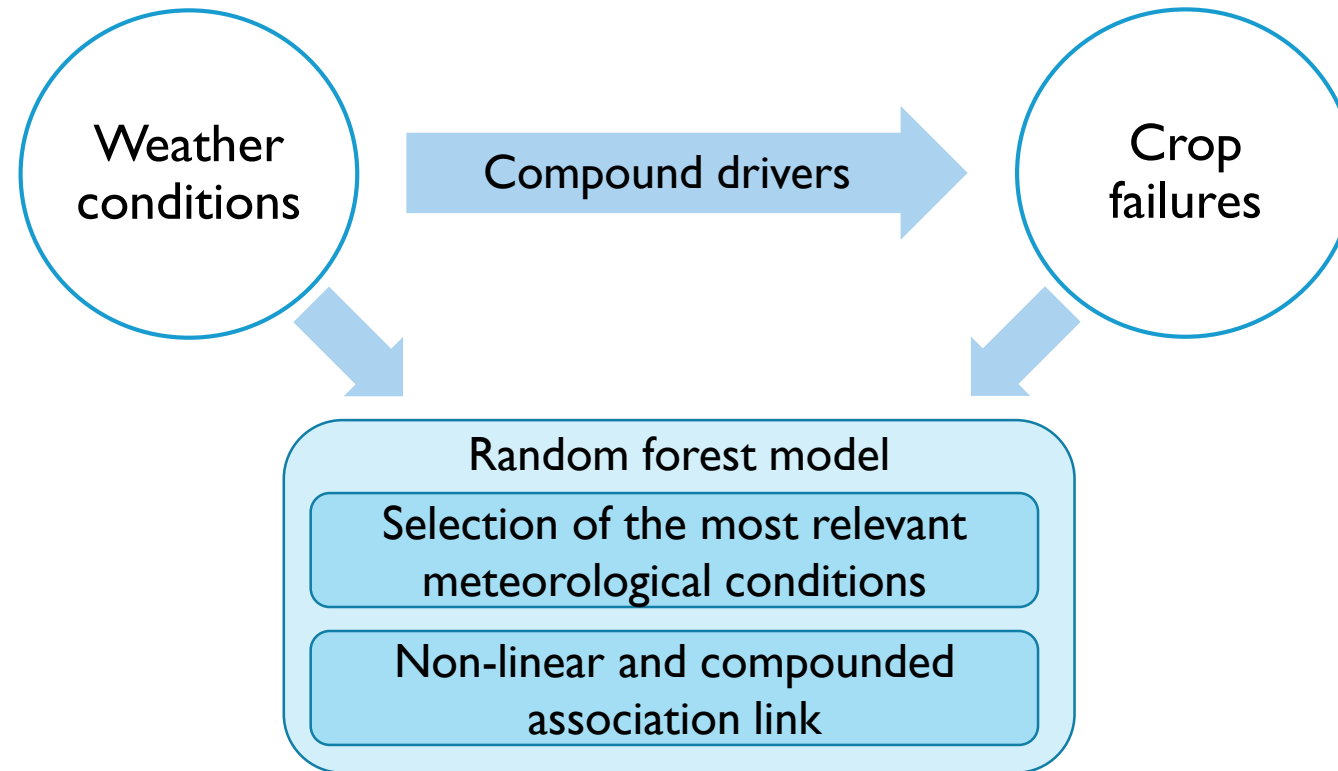 Weather
conditions
Compound drivers
Crop
failures
Random forest model
Selection of the most relevant
meteorological conditions
Non-linear and compounded
association link